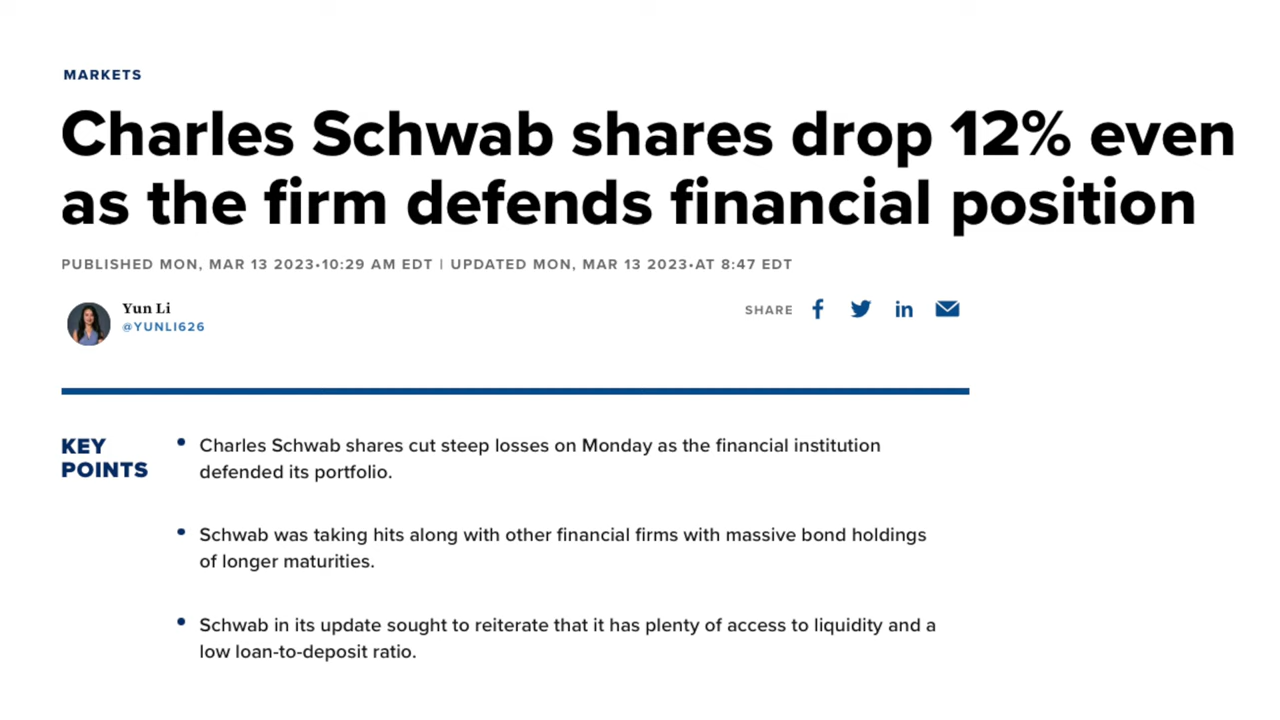 MARKETS
Charles Schwab shares drop 12% even
as the firm defends financial position
PUBLISHED MON, MAR 13 2023•10:29 AM EDT | UPDATED MON, MAR 13 2023•AT 8:47 EDT
Yun Li
@YUNLI626
SHARE
KEY
POINTS
• Charles Schwab shares cut steep losses on Monday as the financial institution
defended its portfolio.
• Schwab was taking hits along with other financial firms with massive bond holdings
of longer maturities.
• Schwab in its update sought to reiterate that it has plenty of access to liquidity and a
low loan-to-deposit ratio.